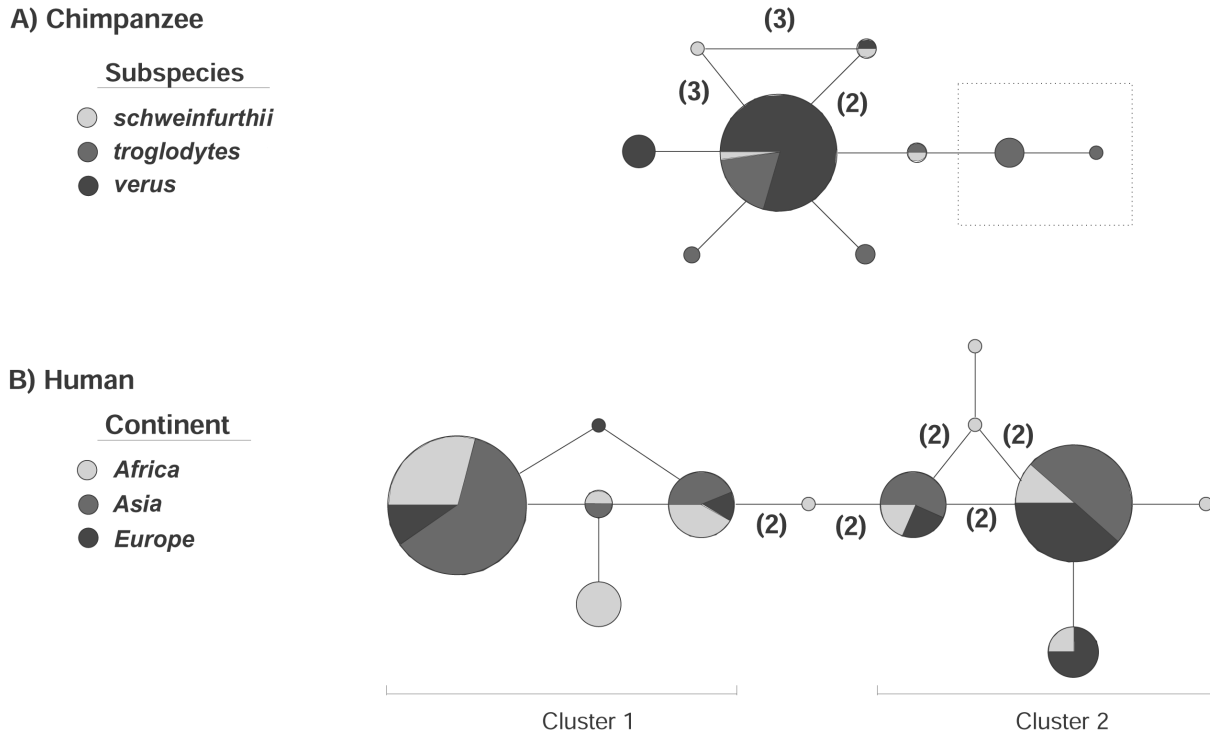 A) Chimpanzee
Subspecies
schweinfurthii
troglodytes
verus
(3)
(3)
(2)
B) Human
Continent
Africa
Asia
Europe
(2)
(2)
(2)
(2)
(2)
Cluster 1
Cluster 2